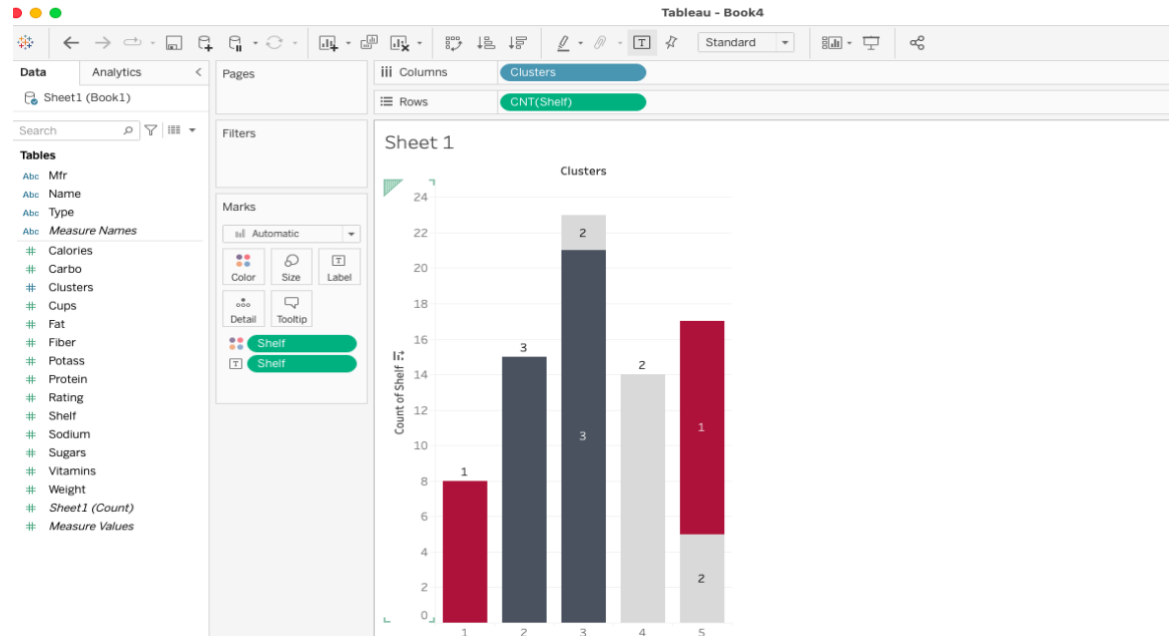 Tableau - Book4
Standard
Data
Analytics
Sheet1 (Book1)
Search
Tables
Abc Mfr
Abc Name
Abc Type
Abc Measure Names
# Calories
# Carbo
# Clusters
# Cups
# Fat
# Fiber
# Potass
# Protein
# Rating
# Shelf
# Sodium
# Sugars
# Vitamins
# Weight
# Sheet1 (Count)
# Measure Values
Pages
Filters
Marks
Automatic
Color Size Label
Detail Tooltip
Shelf
Shelf
Columns Clusters
Rows CNT(Shelf)
Sheet 1
Clusters
Count of Shelf
24
22
20
18
16
14
12
10
8
6
4
2
0
1
3
2
3
2
1
2
1 2 3 4 5